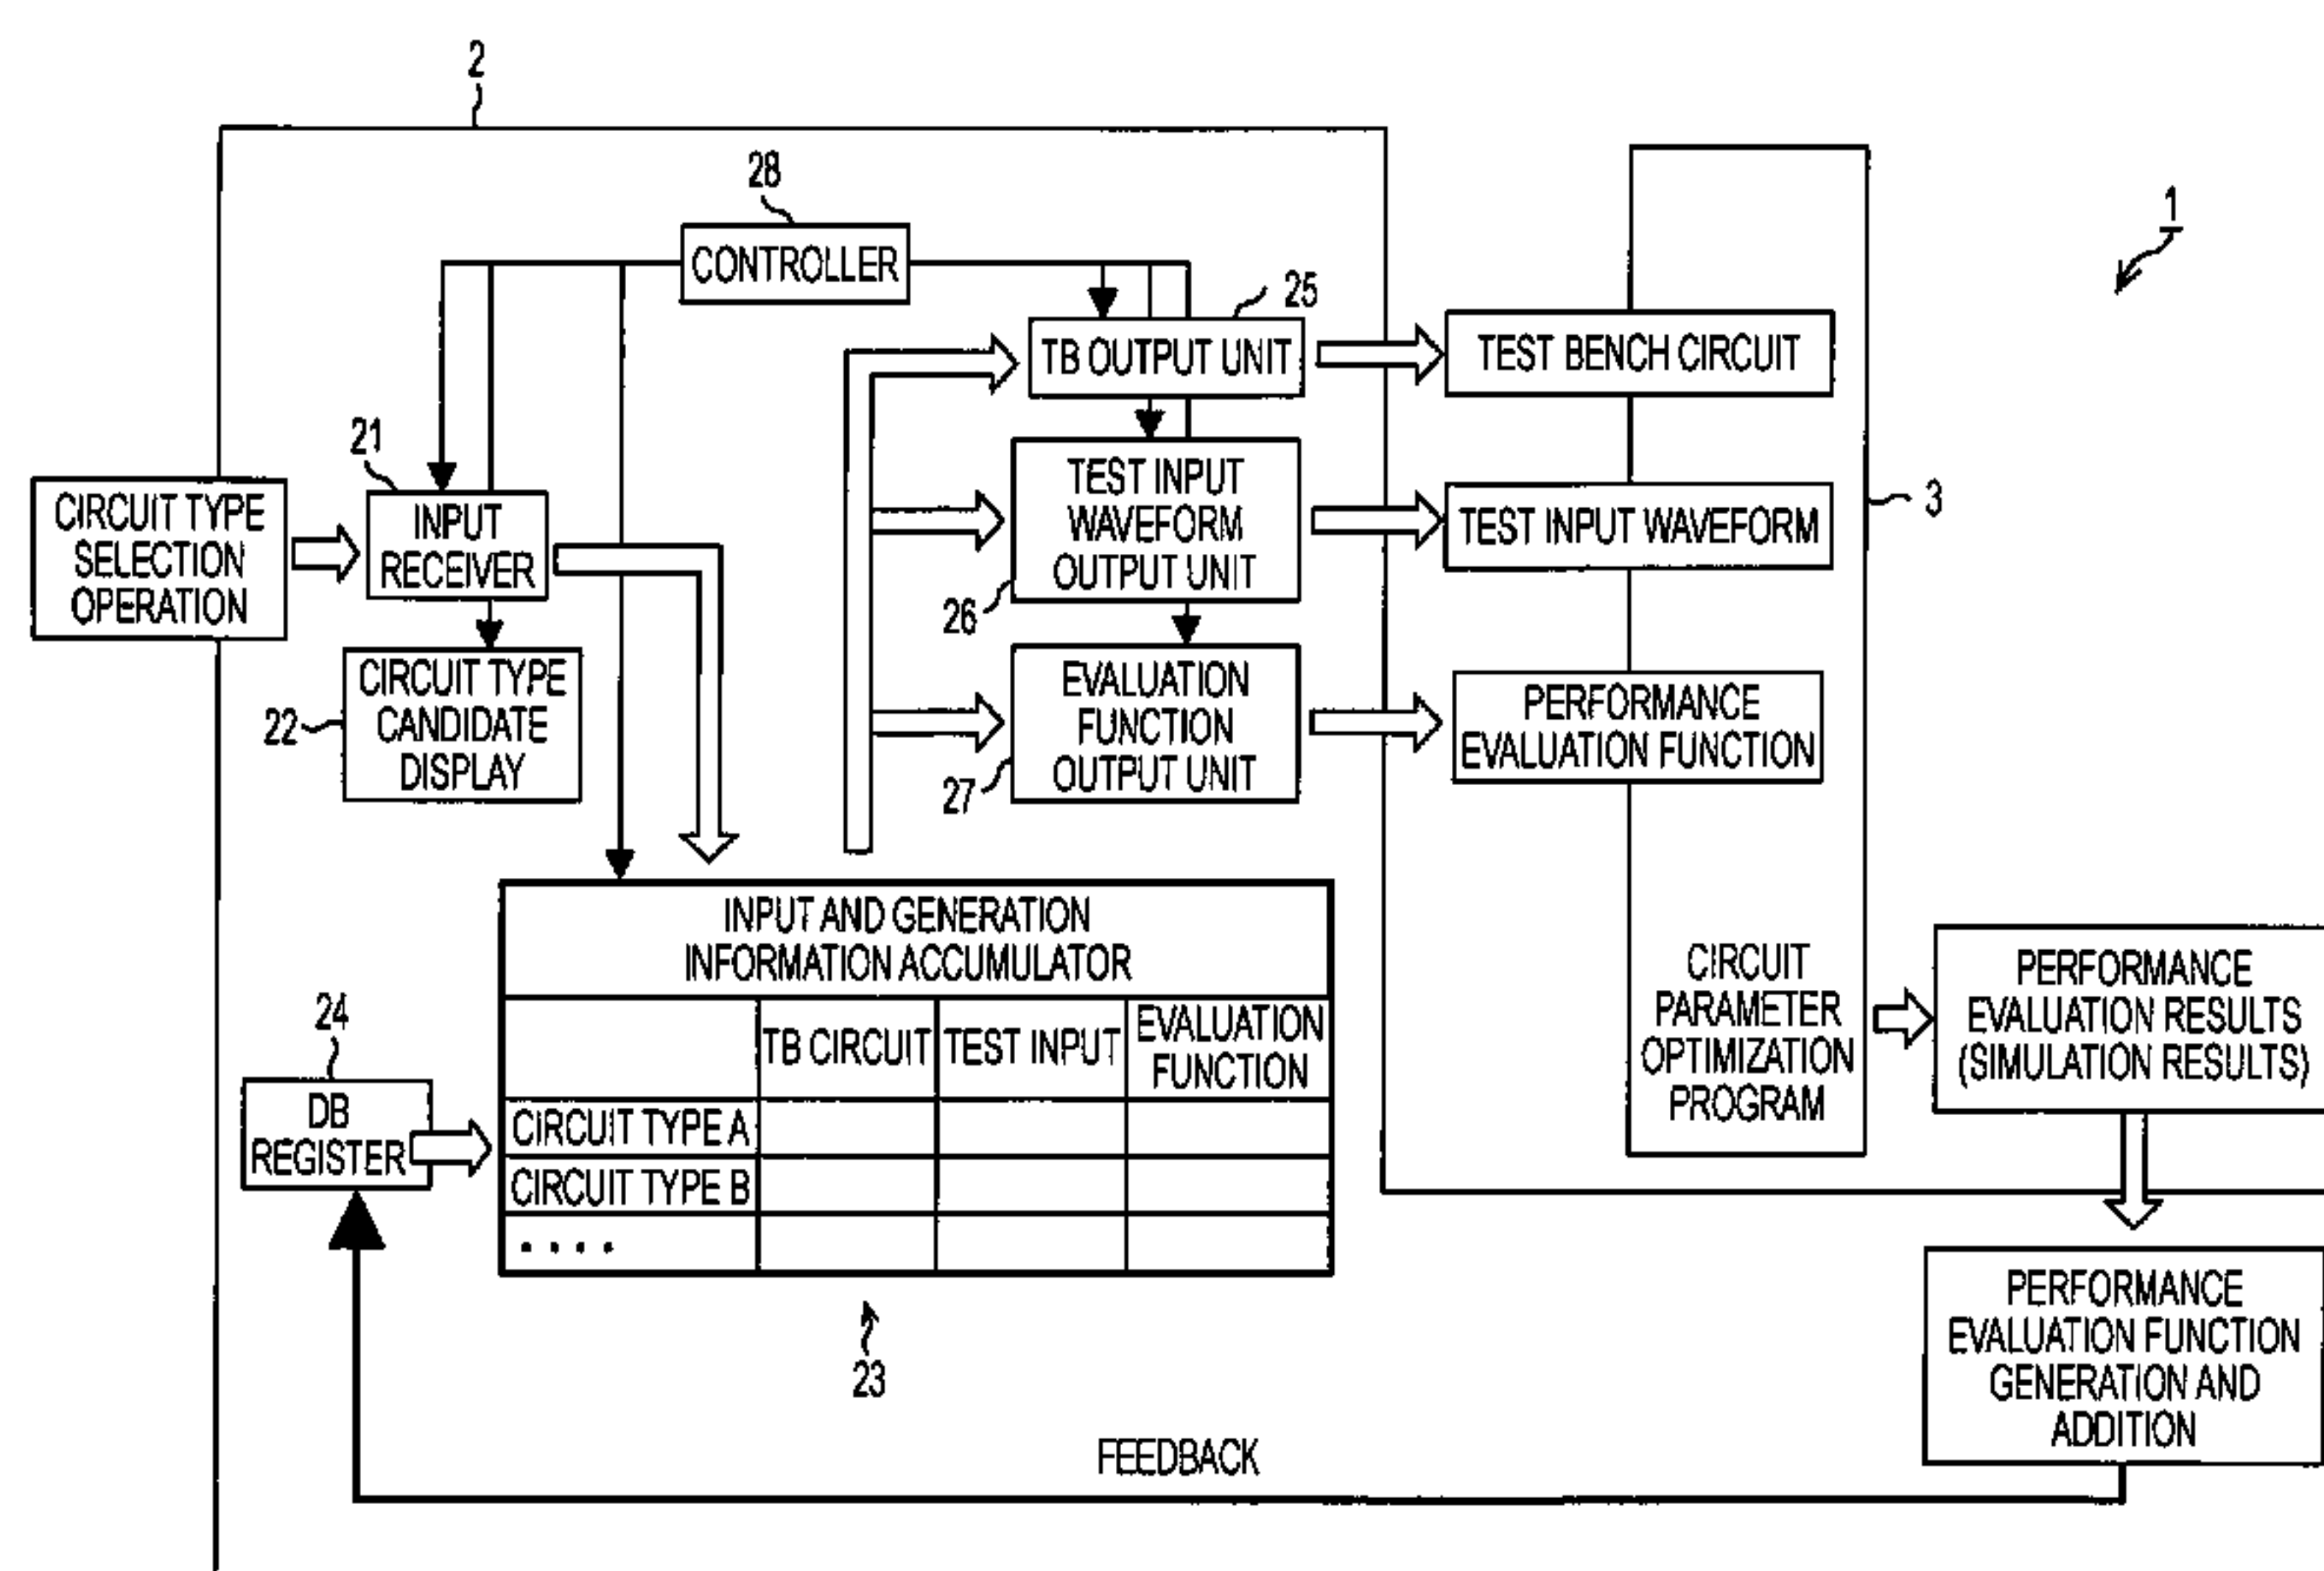 2
28
CONTROLLER
1
25
TB OUTPUT UNIT
TEST BENCH CIRCUIT
21
CIRCUIT TYPE
SELECTION
OPERATION
INPUT
RECEIVER
TEST INPUT
WAVEFORM
OUTPUT UNIT
26
TEST INPUT WAVEFORM
3
CIRCUIT TYPE
CANDIDATE
DISPLAY
22
EVALUATION
FUNCTION
OUTPUT UNIT
27
PERFORMANCE
EVALUATION FUNCTION
INPUT AND GENERATION
INFORMATION ACCUMULATOR
TB CIRCUIT
TEST INPUT
EVALUATION
FUNCTION
CIRCUIT TYPE A
CIRCUIT TYPE B
. . . .
23
24
DB
REGISTER
CIRCUIT
PARAMETER
OPTIMIZATION
PROGRAM
PERFORMANCE
EVALUATION RESULTS
(SIMULATION RESULTS)
PERFORMANCE
EVALUATION FUNCTION
GENERATION AND
ADDITION
FEEDBACK